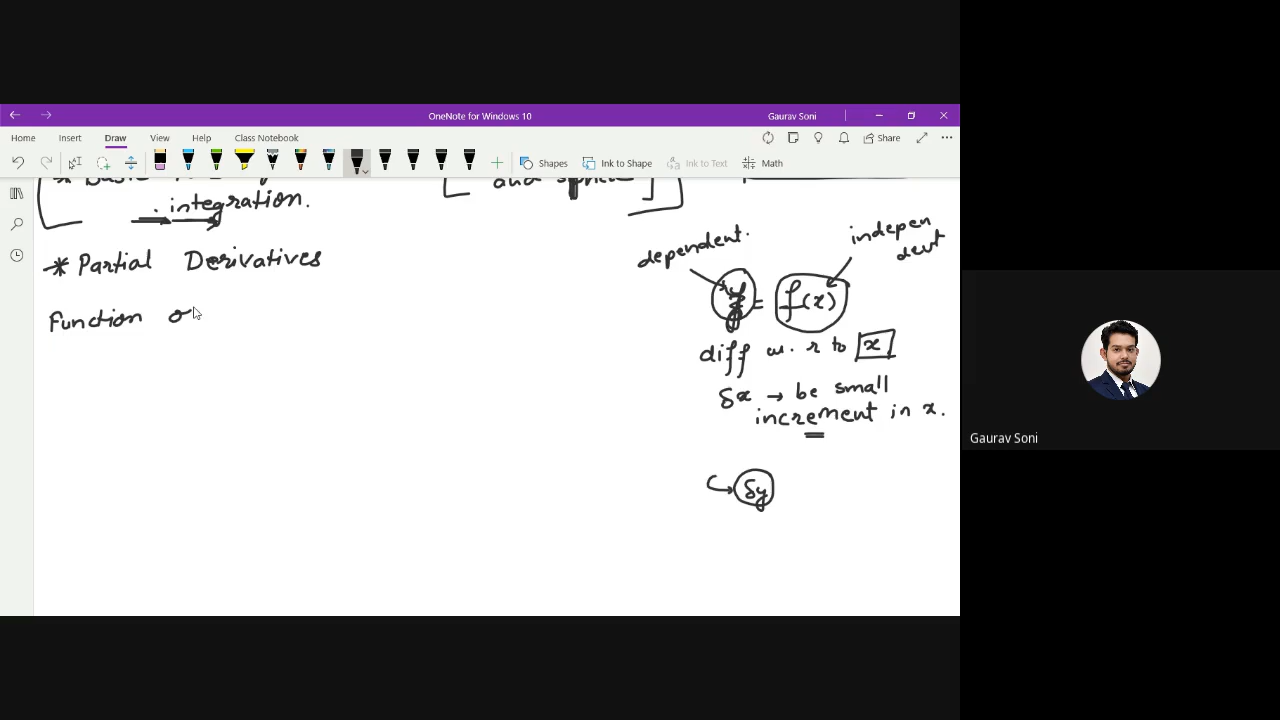 OneNote for Windows 10
Gaurav Soni
Home Insert Draw View Help Class Notebook
Share
Shapes Ink to Shape Ink to Text Math
* Basic
integration.
and
* Partial Derivatives
Function o
dependent.
indepen
dent
y = f(x)
diff w. r to x
δx → be small
increment in x.
δy
Gaurav Soni